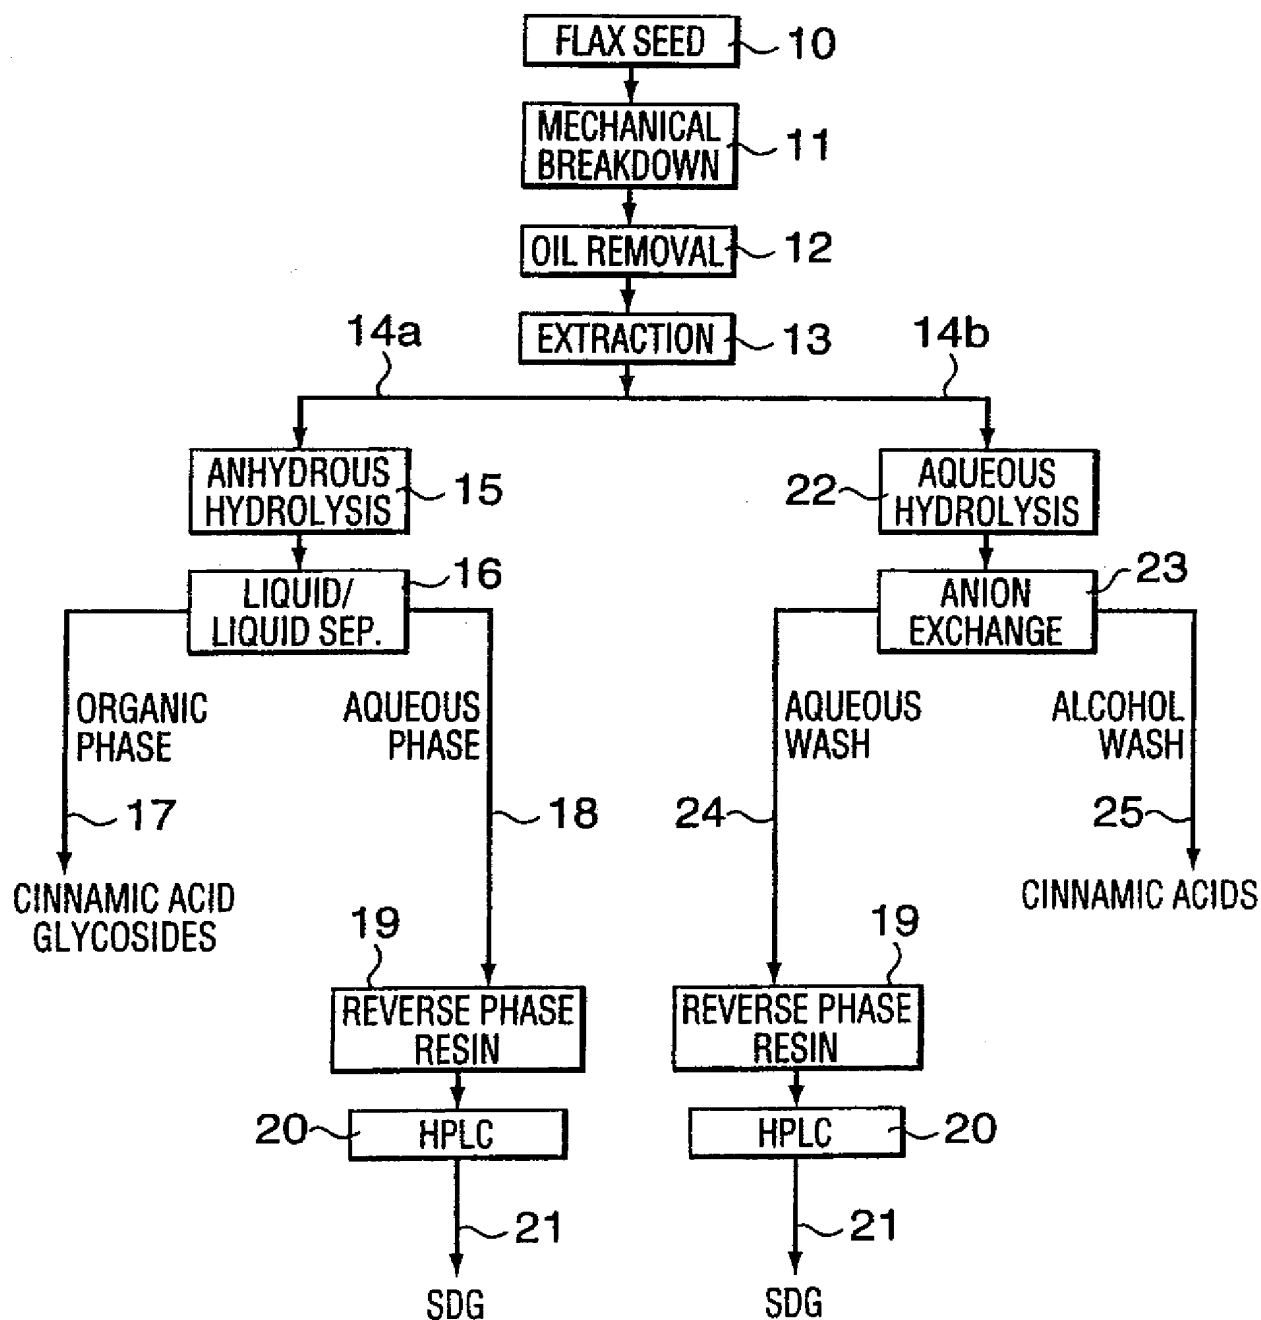 FLAX SEED
10
MECHANICAL
BREAKDOWN
11
OIL REMOVAL
12
EXTRACTION
13
14a
14b
ANHYDROUS
HYDROLYSIS
15
22
AQUEOUS
HYDROLYSIS
LIQUID/
LIQUID SEP.
16
ANION
EXCHANGE
23
ORGANIC
PHASE
AQUEOUS
PHASE
AQUEOUS
WASH
ALCOHOL
WASH
17
18
24
25
CINNAMIC ACID
GLYCOSIDES
CINNAMIC ACIDS
19
19
REVERSE PHASE
RESIN
REVERSE PHASE
RESIN
20
HPLC
HPLC
20
21
21
SDG
SDG